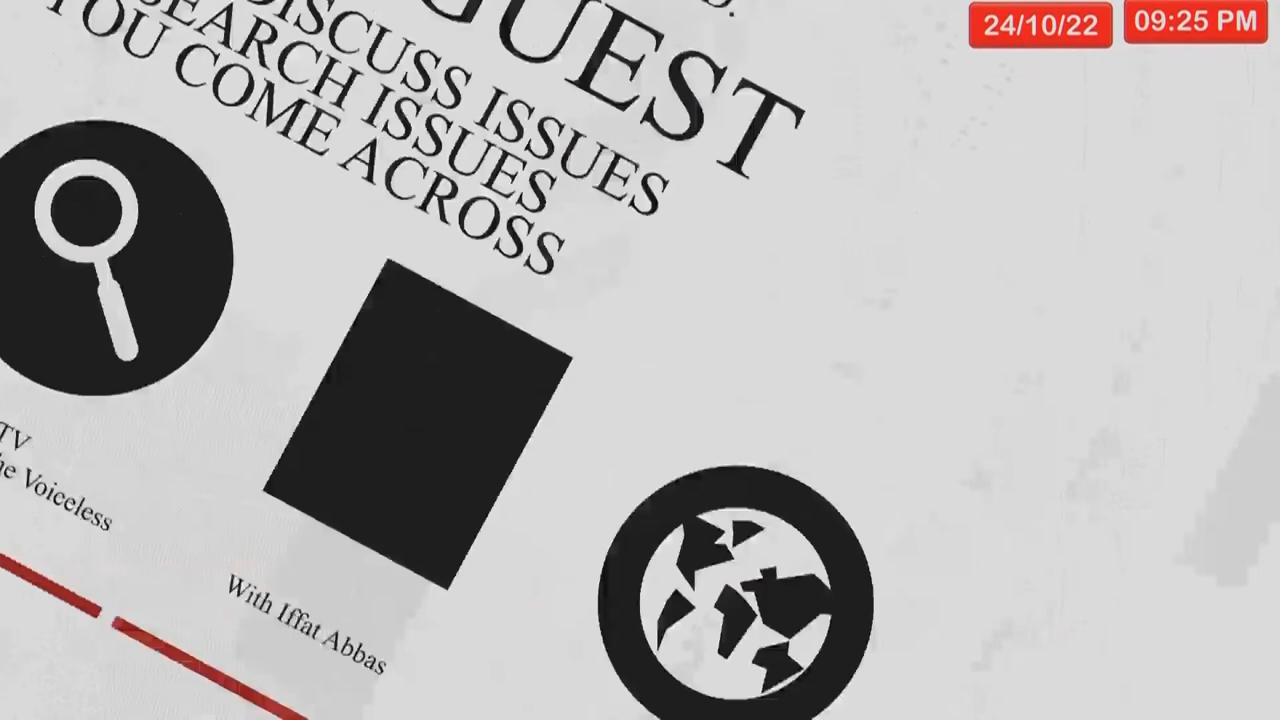 24/10/22
09:25 PM
GUEST
DISCUSS ISSUES
SEARCH ISSUES
YOU COME ACROSS
TV
he Voiceless
With Iffat Abbas